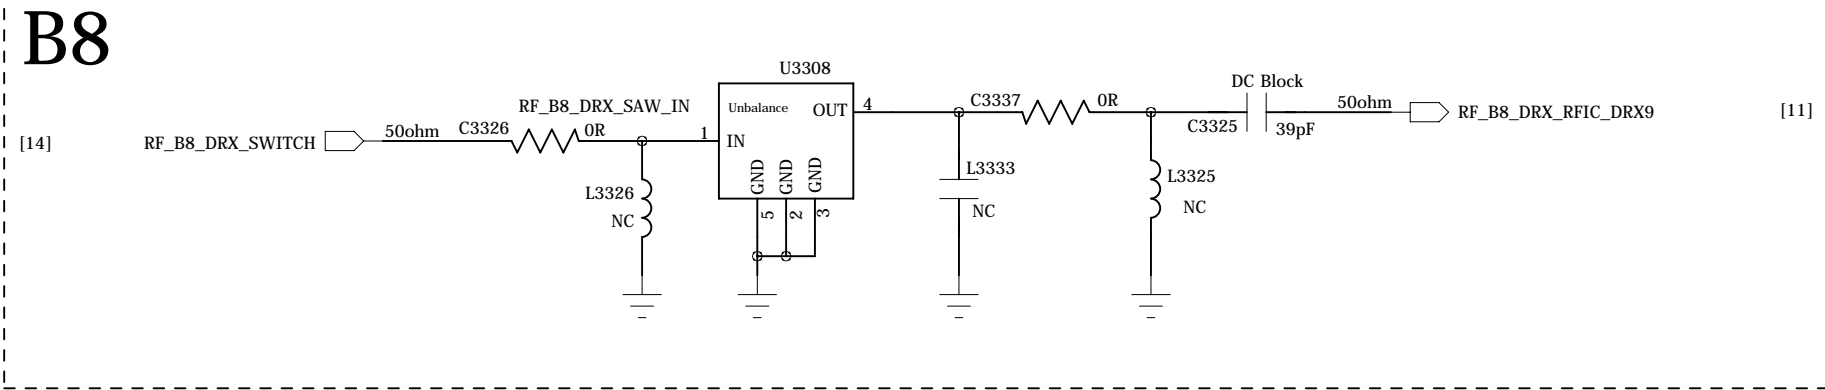 B8
[14]
RF_B8_DRX_SWITCH
50ohm
C3326
0R
RF_B8_DRX_SAW_IN
L3326
NC
U3308
Unbalance
OUT
IN
GND
GND
GND
1
4
5
2
3
C3337
0R
L3333
NC
L3325
NC
DC Block
C3325
39pF
50ohm
RF_B8_DRX_RFIC_DRX9
[11]